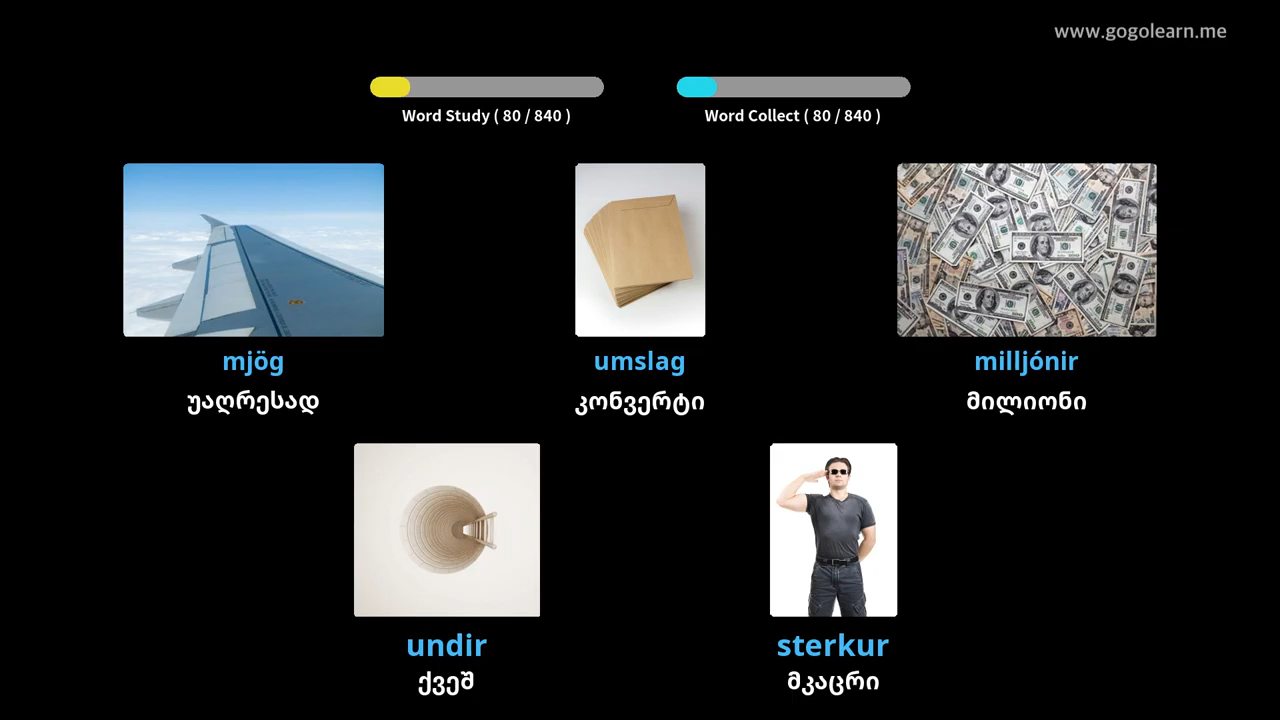 www.gogolearn.me
Word Study ( 80 / 840 )
Word Collect ( 80 / 840 )
mjög
umslag
milljónir
უაღრესად
კონვერტი
მილიონი
undir
sterkur
ქვეშ
მკაცრი